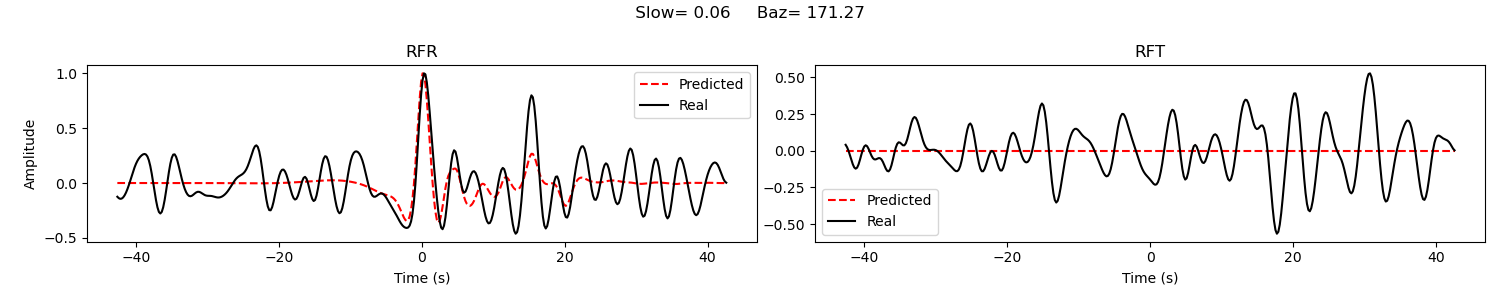 Slow= 0.06 Baz= 171.27
RFR
RFT
Amplitude
1.0
0.5
0.0
−0.5
Predicted
Real
−40
−20
0
20
40
Time (s)
0.50
0.25
0.00
−0.25
−0.50
Predicted
Real
−40
−20
0
20
40
Time (s)